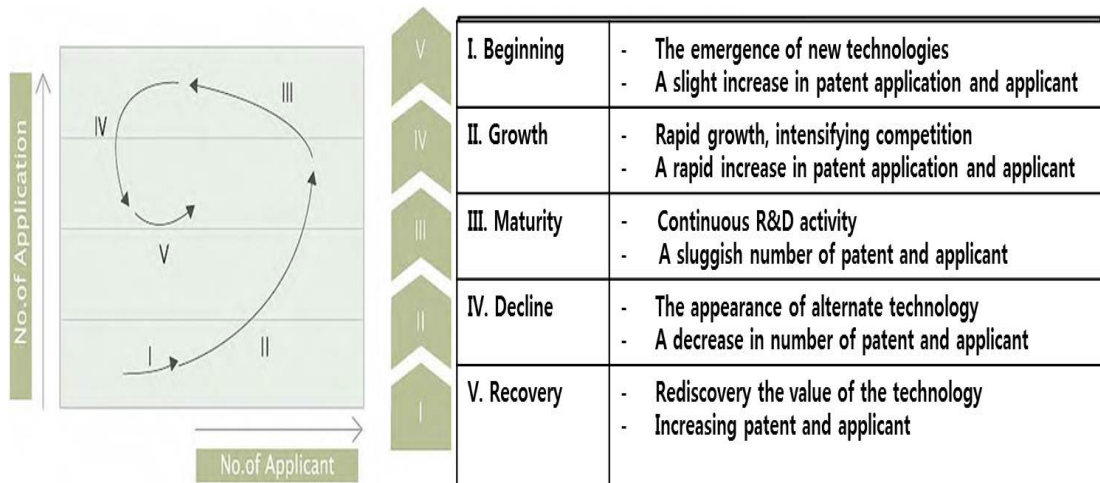 No.of Application
I
II
III
IV
V
No.of Applicant
V
IV
III
II
I
I. Beginning
- The emergence of new technologies
- A slight increase in patent application and applicant
II. Growth
- Rapid growth, intensifying competition
- A rapid increase in patent application and applicant
III. Maturity
- Continuous R&D activity
- A sluggish number of patent and applicant
IV. Decline
- The appearance of alternate technology
- A decrease in number of patent and applicant
V. Recovery
- Rediscovery the value of the technology
- Increasing patent and applicant